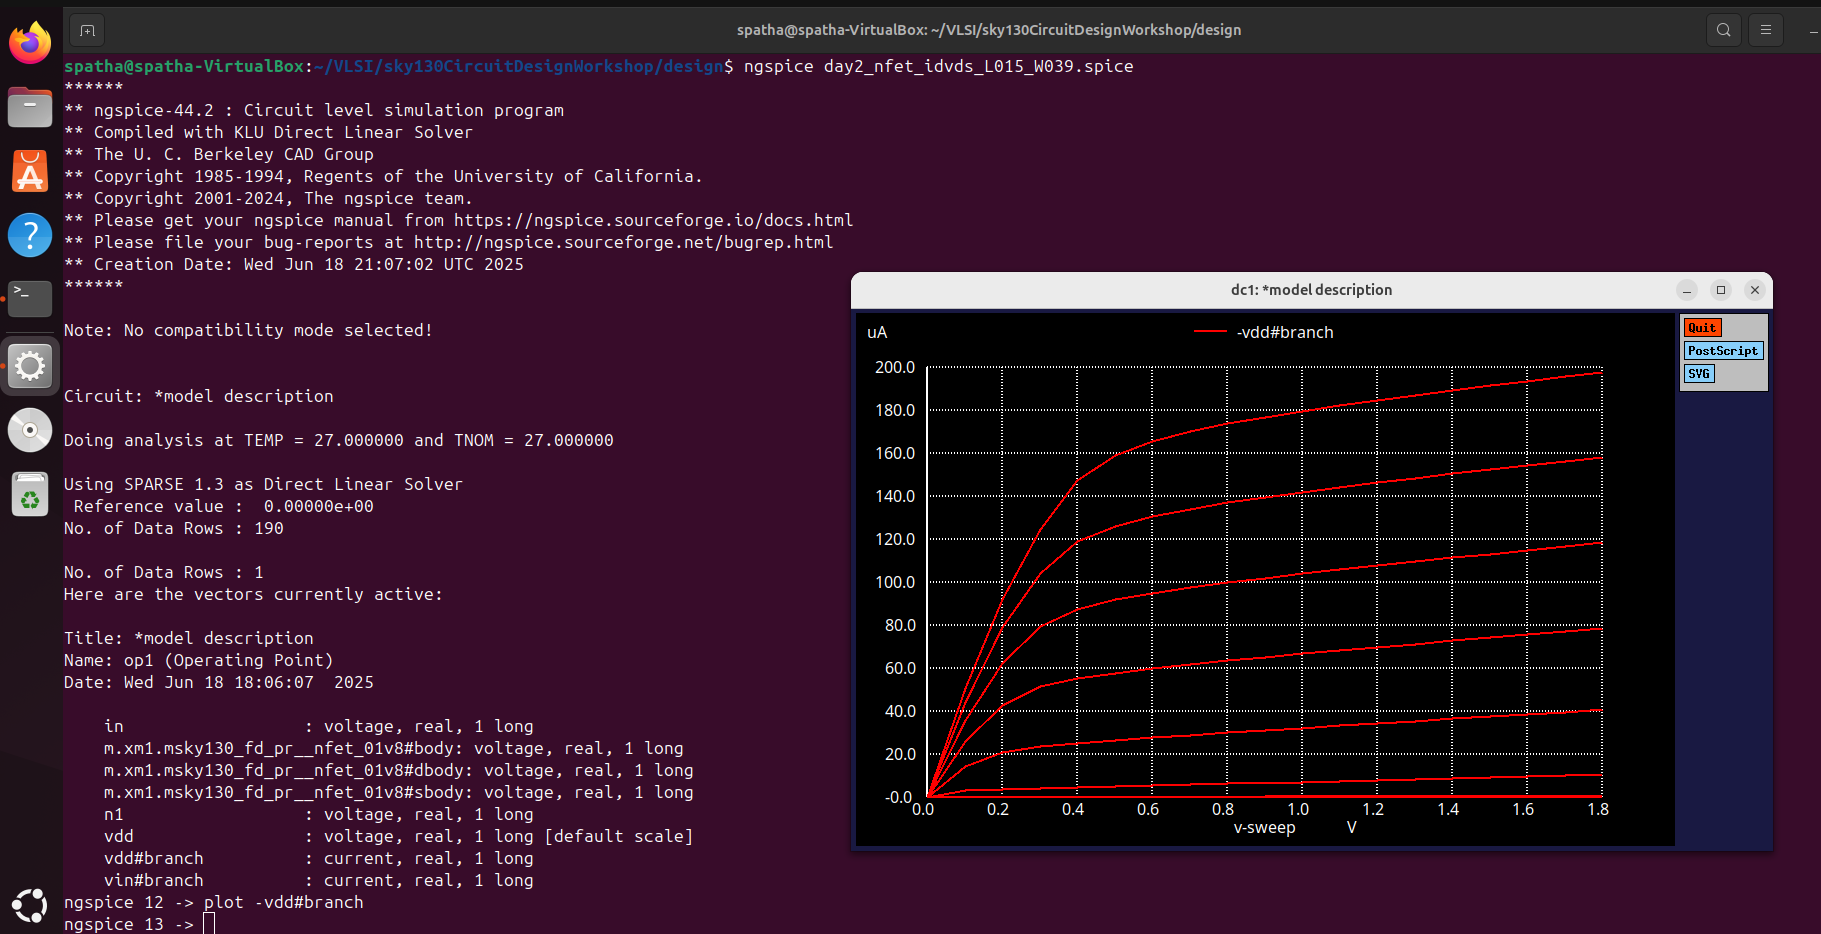 spatha@spatha-VirtualBox: ~/VLSI/sky130CircuitDesignWorkshop/design
spatha@spatha-VirtualBox:~/VLSI/sky130CircuitDesignWorkshop/design$ ngspice day2_nfet_idvds_L015_W039.spice
******
** ngspice-44.2 : Circuit level simulation program
** Compiled with KLU Direct Linear Solver
** The U. C. Berkeley CAD Group
** Copyright 1985-1994, Regents of the University of California.
** Copyright 2001-2024, The ngspice team.
** Please get your ngspice manual from https://ngspice.sourceforge.io/docs.html
** Please file your bug-reports at http://ngspice.sourceforge.net/bugrep.html
** Creation Date: Wed Jun 18 21:07:02 UTC 2025
******
Note: No compatibility mode selected!
Circuit: *model description
Doing analysis at TEMP = 27.000000 and TNOM = 27.000000
Using SPARSE 1.3 as Direct Linear Solver
Reference value :  0.00000e+00
No. of Data Rows : 190
No. of Data Rows : 1
Here are the vectors currently active:
Title: *model description
Name: op1 (Operating Point)
Date: Wed Jun 18 18:06:07  2025
in : voltage, real, 1 long
m.xm1.msky130_fd_pr__nfet_01v8#body: voltage, real, 1 long
m.xm1.msky130_fd_pr__nfet_01v8#dbody: voltage, real, 1 long
m.xm1.msky130_fd_pr__nfet_01v8#sbody: voltage, real, 1 long
n1 : voltage, real, 1 long
vdd : voltage, real, 1 long [default scale]
vdd#branch : current, real, 1 long
vin#branch : current, real, 1 long
ngspice 12 -> plot -vdd#branch
ngspice 13 ->
dc1: *model description
uA
-vdd#branch
Quit
PostScript
SVG
200.0
180.0
160.0
140.0
120.0
100.0
80.0
60.0
40.0
20.0
-0.0
0.0 0.2 0.4 0.6 0.8 1.0 1.2 1.4 1.6 1.8
v-sweep V